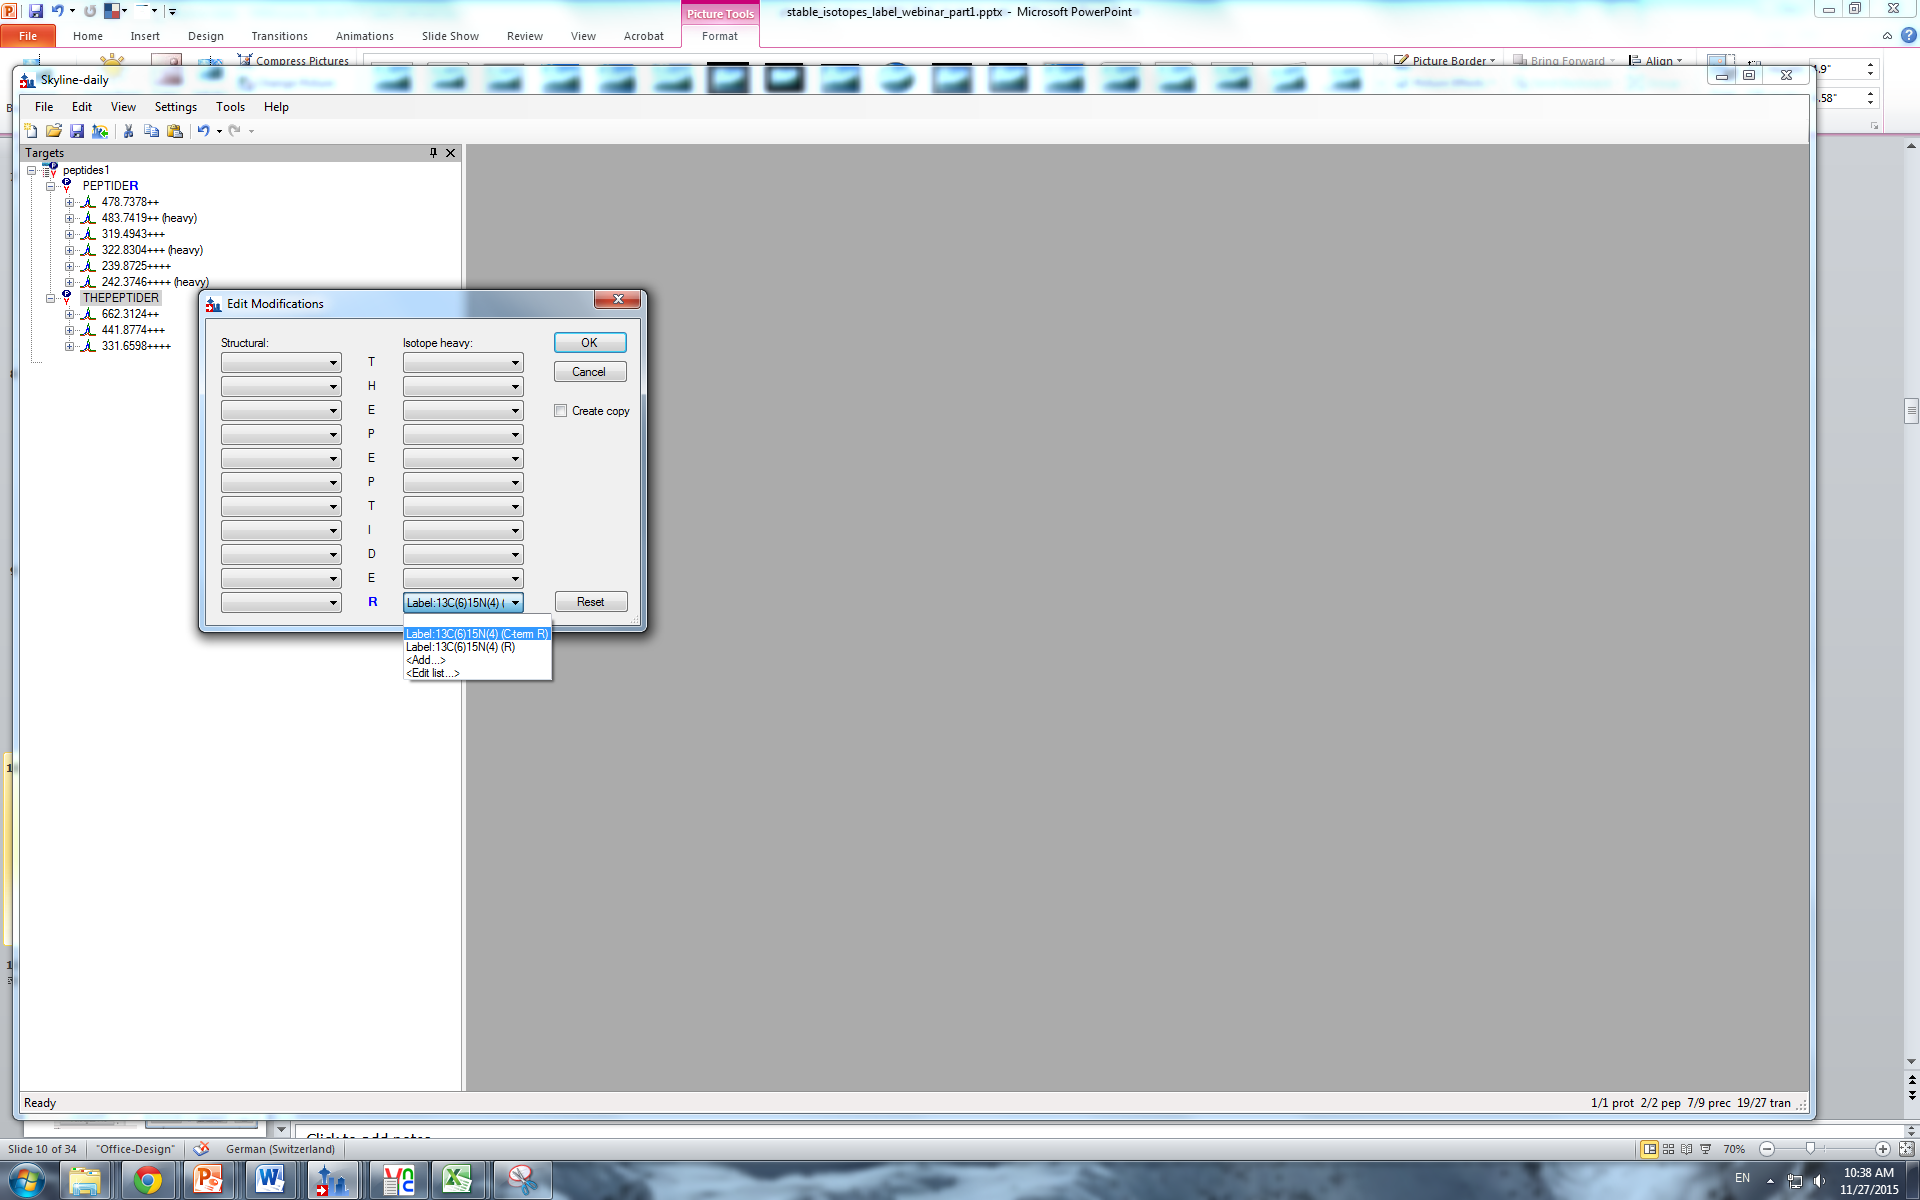 Picture Tools
stable_isotopes_label_webinar_part1.pptx - Microsoft PowerPoint
File Home Insert Design Transitions Animations Slide Show Review View Acrobat Format
Compress Pictures
Picture Border
Bring Forward
Align
Skyline-daily
.58"
File Edit View Settings Tools Help
Targets
peptides1
PEPTIDER
478.7378++
483.7419++ (heavy)
319.4943+++
322.8304+++ (heavy)
239.8725++++
242.3746++++ (heavy)
THEPEPTIDER
662.3124++
441.8774+++
331.6598++++
Edit Modifications
Structural:
Isotope heavy:
OK
T
Cancel
H
E
Create copy
P
E
P
T
I
D
E
R
Label:13C(6)15N(4) (
Reset
Label:13C(6)15N(4) (C-term R)
Label:13C(6)15N(4) (R)
<Add...>
<Edit list...>
Ready
1/1 prot 2/2 pep 7/9 prec 19/27 tran
Slide 10 of 34
"Office-Design"
German (Switzerland)
70%
EN
10:38 AM
11/27/2015